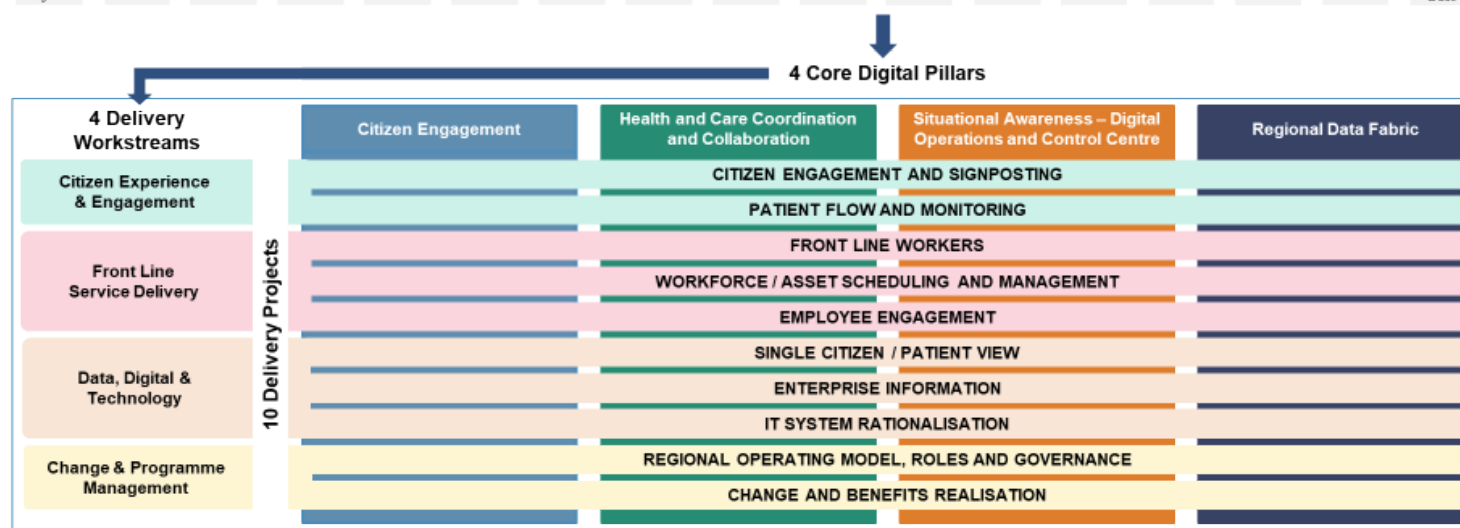 4 Core Digital Pillars
4 Delivery
Workstreams
Citizen Engagement
Health and Care Coordination
and Collaboration
Situational Awareness – Digital
Operations and Control Centre
Regional Data Fabric
Citizen Experience
& Engagement
Front Line
Service Delivery
Data, Digital &
Technology
Change & Programme
Management
10 Delivery Projects
CITIZEN ENGAGEMENT AND SIGNPOSTING
PATIENT FLOW AND MONITORING
FRONT LINE WORKERS
WORKFORCE / ASSET SCHEDULING AND MANAGEMENT
EMPLOYEE ENGAGEMENT
SINGLE CITIZEN / PATIENT VIEW
ENTERPRISE INFORMATION
IT SYSTEM RATIONALISATION
REGIONAL OPERATING MODEL, ROLES AND GOVERNANCE
CHANGE AND BENEFITS REALISATION